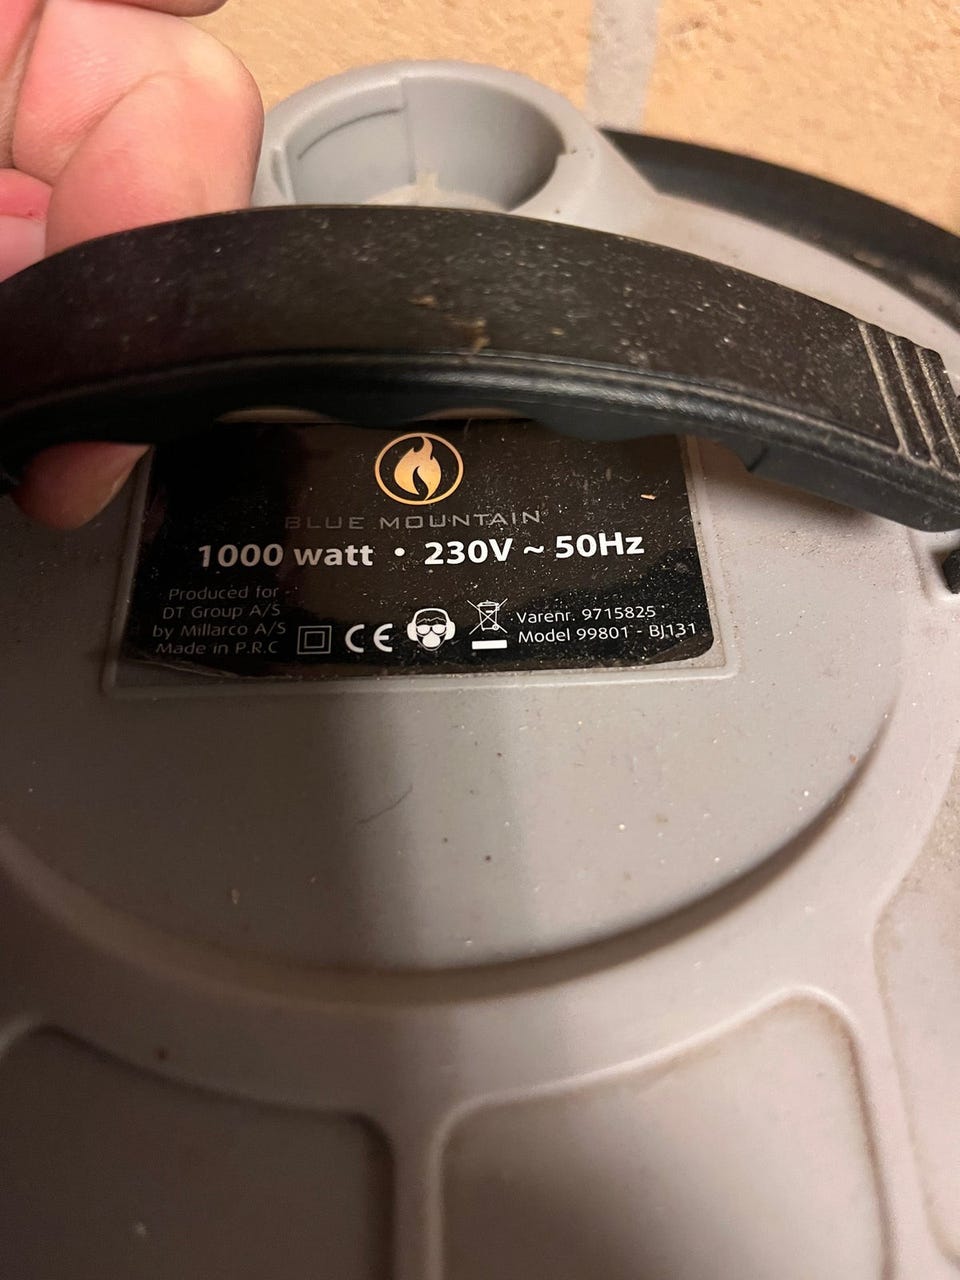 BLUE MOUNTAIN
1000 watt • 230V ~ 50Hz
Produced for
DT Group A/S
by Millarco A/S
Made in P.R.C
CE
Varenr. 9715825
Model 99801 - BJ131